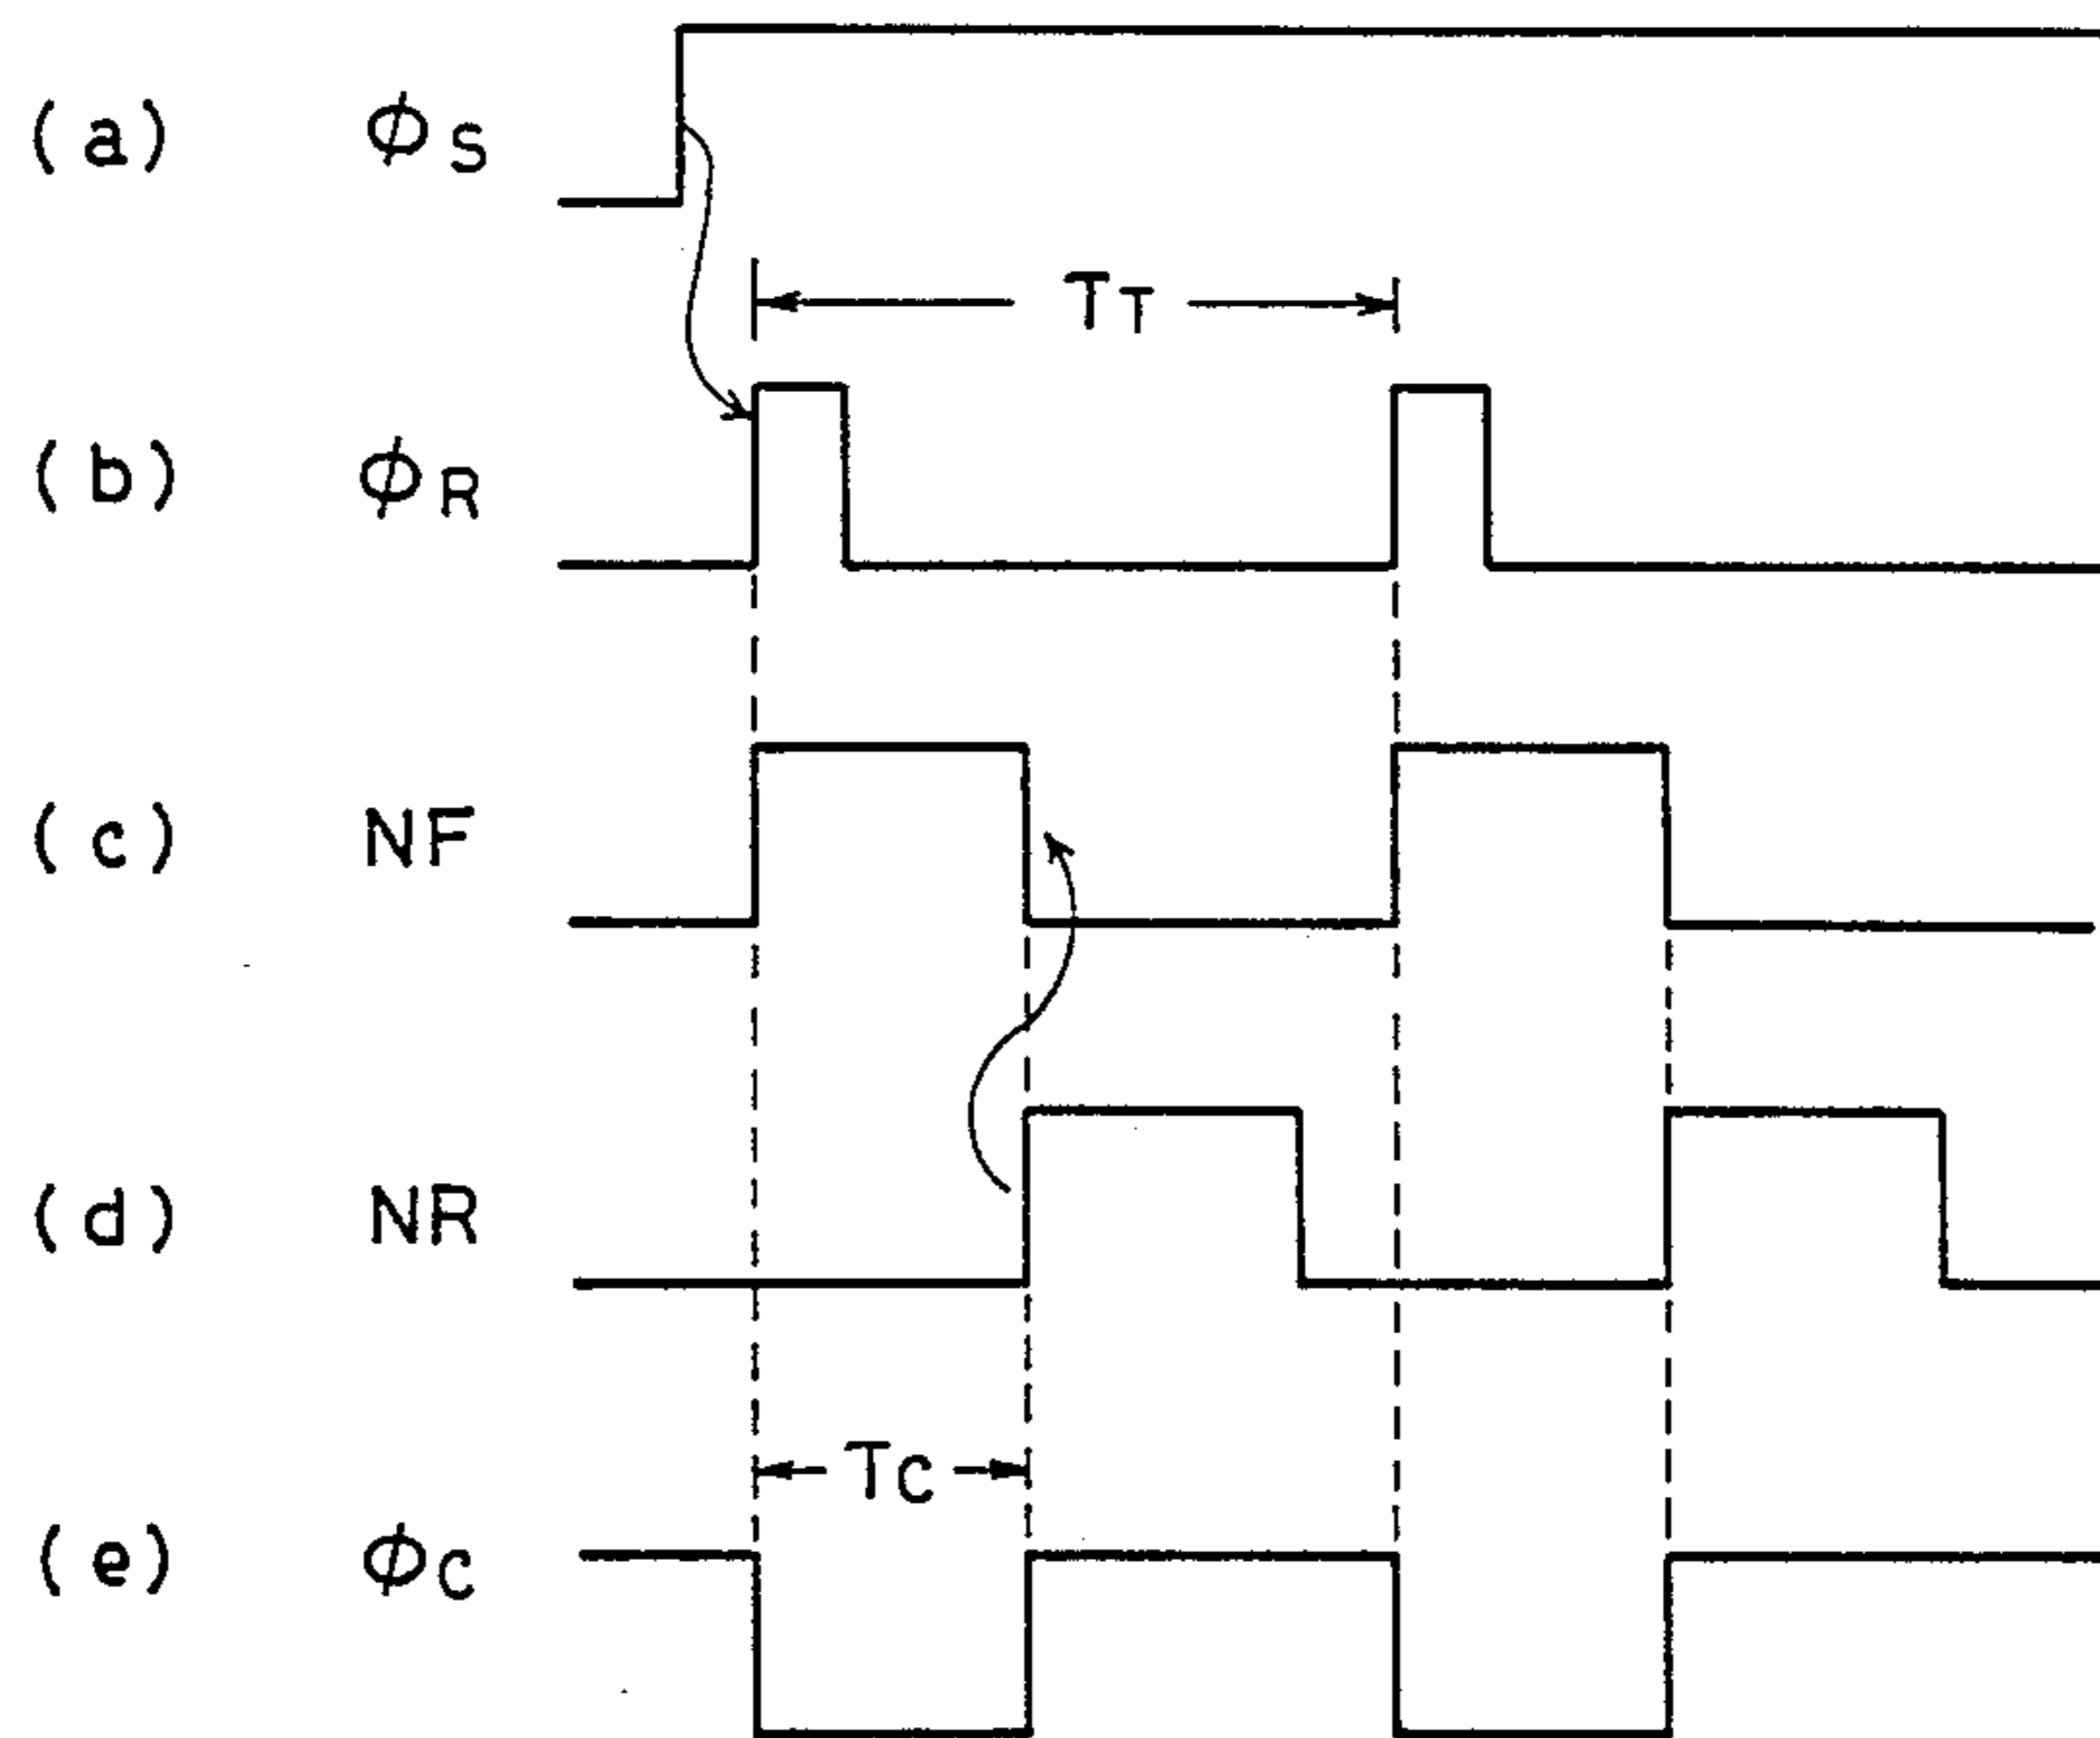 (a) ϕS
TT
(b) ϕR
(c) NF
(d) NR
TC
(e) ϕC